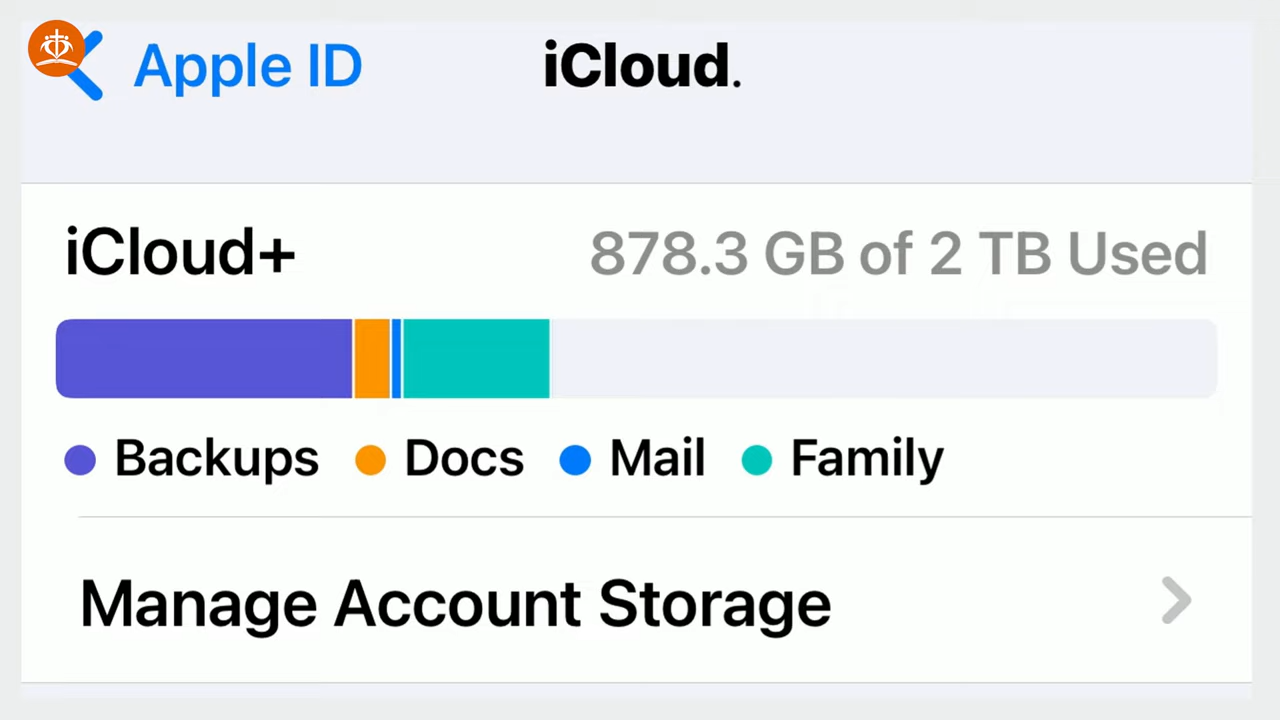 Apple ID
iCloud.
iCloud+
878.3 GB of 2 TB Used
Backups Docs Mail Family
Manage Account Storage